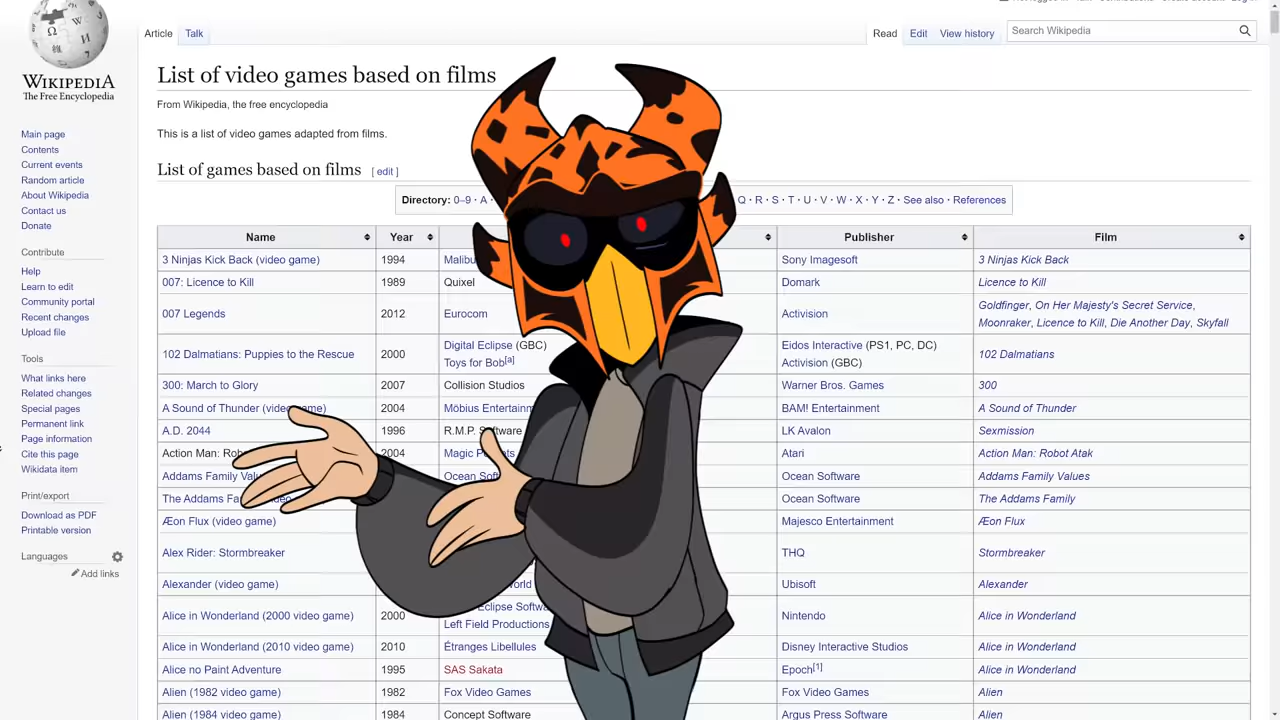 Article
Talk
Read
Edit
View history
Search Wikipedia
WIKIPEDIA
The Free Encyclopedia
Main page
Contents
Current events
Random article
About Wikipedia
Contact us
Donate
Contribute
Help
Learn to edit
Community portal
Recent changes
Upload file
Tools
What links here
Related changes
Special pages
Permanent link
Page information
Cite this page
Wikidata item
Print/export
Download as PDF
Printable version
Languages
Add links
List of video games based on films
From Wikipedia, the free encyclopedia
This is a list of video games adapted from films.
List of games based on films [ edit ]
Directory: 0–9 · A · Q · R · S · T · U · V · W · X · Y · Z · See also · References
Name Year Publisher Film
3 Ninjas Kick Back (video game) 1994 Sony Imagesoft 3 Ninjas Kick Back
007: Licence to Kill 1989 Quixel Domark Licence to Kill
007 Legends 2012 Eurocom Activision Goldfinger, On Her Majesty's Secret Service,
Moonraker, Licence to Kill, Die Another Day, Skyfall
102 Dalmatians: Puppies to the Rescue 2000 Digital Eclipse (GBC) Eidos Interactive (PS1, PC, DC) 102 Dalmatians
Toys for Bob[a] Activision (GBC)
300: March to Glory 2007 Collision Studios Warner Bros. Games 300
A Sound of Thunder (video game) 2004 Möbius BAM! Entertainment A Sound of Thunder
A.D. 2044 1996 R.M.P. LK Avalon Sexmission
Action Man: 2004 Magic Atari Action Man: Robot Atak
Addams Family Ocean Ocean Software Addams Family Values
The Addams Ocean Software The Addams Family
Æon Flux (video game) Majesco Entertainment Æon Flux
Alex Rider: Stormbreaker THQ Stormbreaker
Alexander (video game) Ubisoft Alexander
Alice in Wonderland (2000 video game) 2000 Eclipse Nintendo Alice in Wonderland
Left Field Productions
Alice in Wonderland (2010 video game) 2010 Étranges Libellules Disney Interactive Studios Alice in Wonderland
Alice no Paint Adventure 1995 SAS Sakata Epoch[1] Alice in Wonderland
Alien (1982 video game) 1982 Fox Video Games Fox Video Games Alien
Alien (1984 video game) 1984 Concept Software Argus Press Software Alien